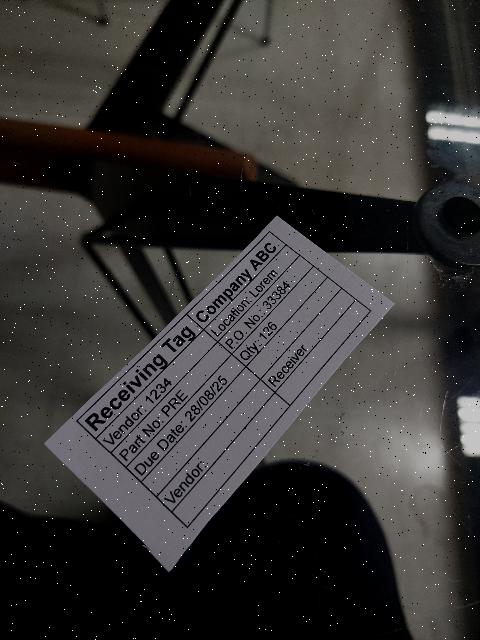 Receiving Tag Company ABC
Vendor: 1234 Location: Lorem
Part No: PRE P.O. No.: 33384
Due Date: 28/08/25 Qty: 126
Vendor: Receiver